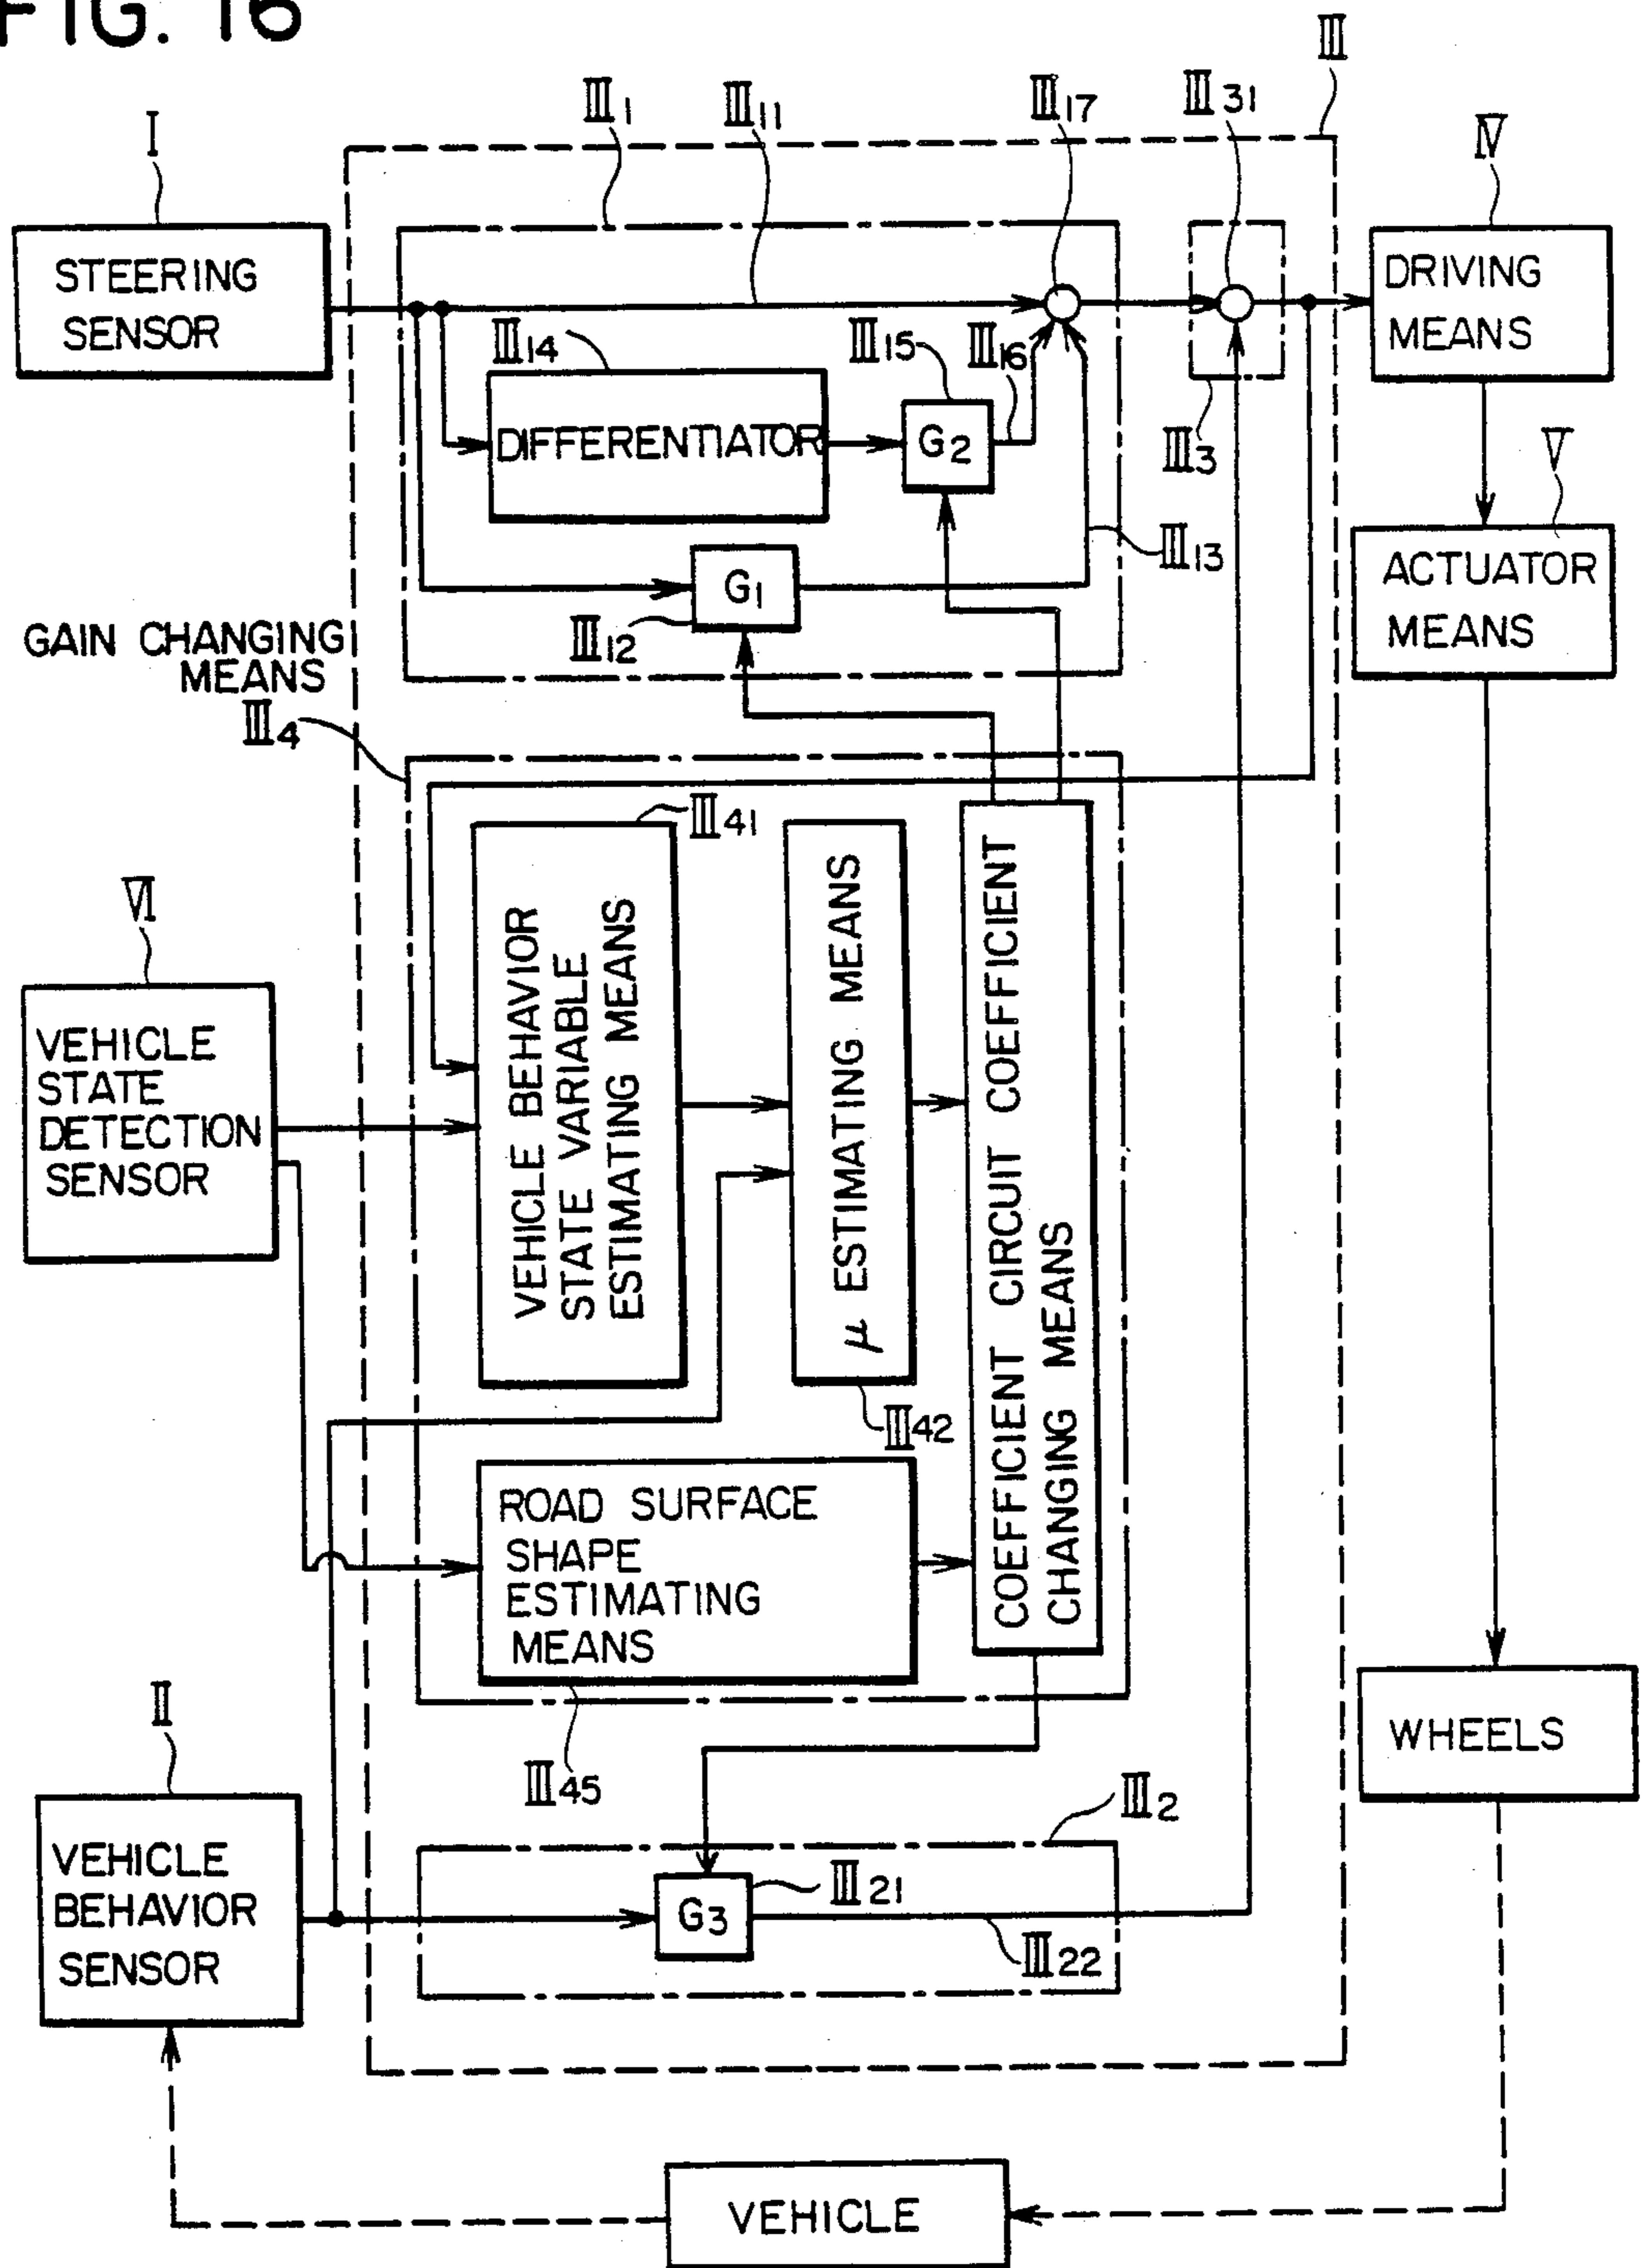 FIG. 16
III
III1
III11
III17
III31
I
IV
STEERING
SENSOR
DRIVING
MEANS
III14
III15
III16
DIFFERENTIATOR
G2
III3
V
III13
G1
ACTUATOR
MEANS
III12
GAIN CHANGING
MEANS
III4
III41
VI
VEHICLE BEHAVIOR
STATE VARIABLE
ESTIMATING MEANS
μ ESTIMATING MEANS
COEFFICIENT CIRCUIT COEFFICIENT
CHANGING MEANS
VEHICLE
STATE
DETECTION
SENSOR
III42
ROAD SURFACE
SHAPE
ESTIMATING
MEANS
II
WHEELS
III45
III2
VEHICLE
BEHAVIOR
SENSOR
G3
III21
III22
VEHICLE